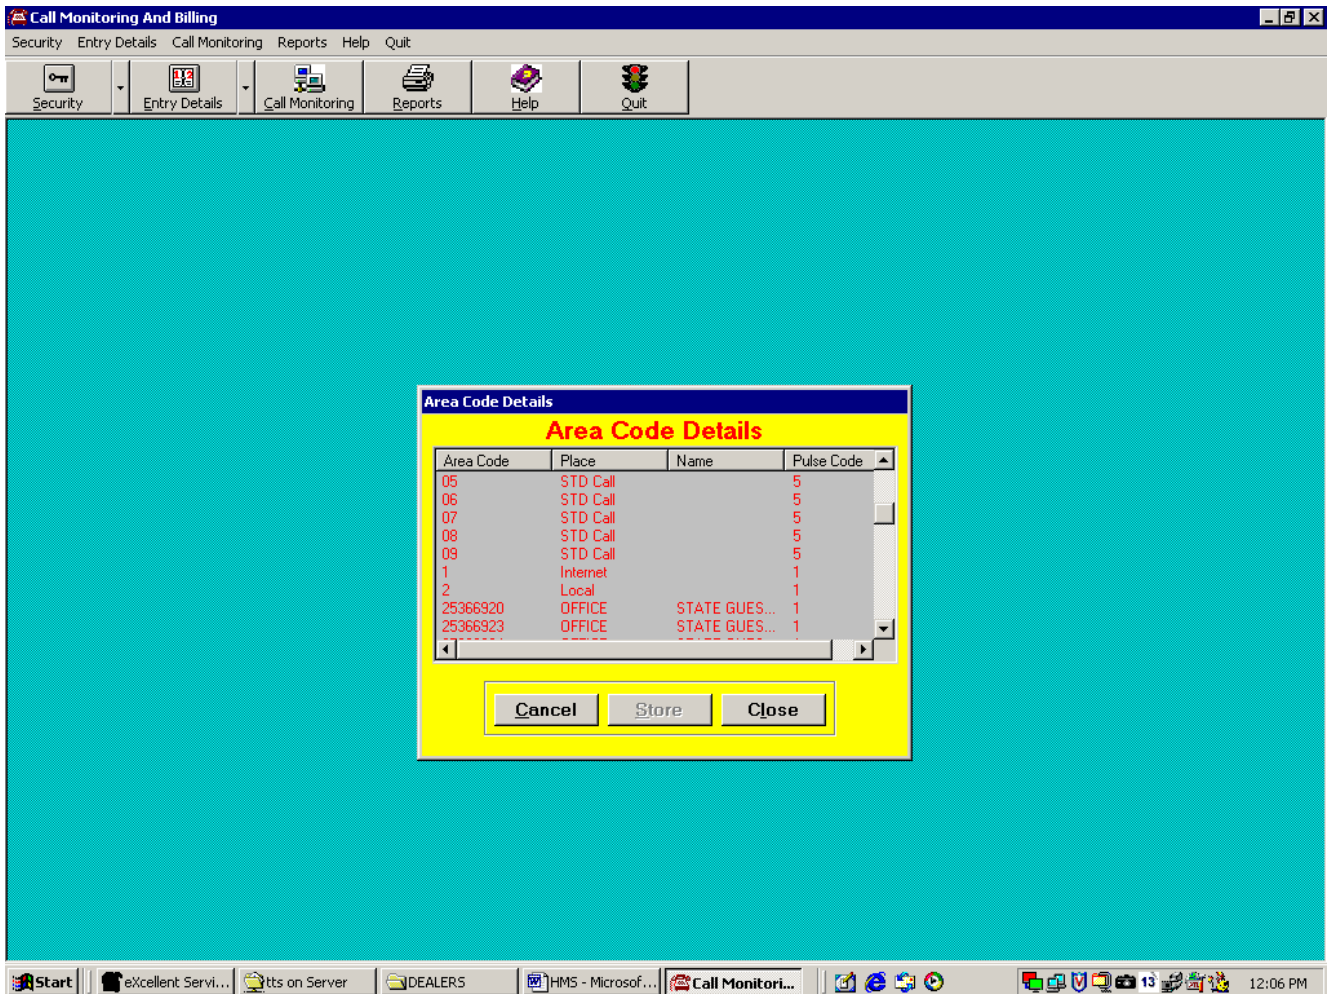 Call Monitoring And Billing
Security Entry Details Call Monitoring Reports Help Quit
Security Entry Details Call Monitoring Reports Help Quit
Area Code Details
Area Code Details
Area Code Place Name Pulse Code
05 STD Call 5
06 STD Call 5
07 STD Call 5
08 STD Call 5
09 STD Call 5
1 Internet 1
2 Local 1
25366920 OFFICE STATE GUES... 1
25366923 OFFICE STATE GUES... 1
Cancel Store Close
Start eXcellent Servi... tts on Server DEALERS HMS - Microsof... Call Monitori... 13 12:06 PM